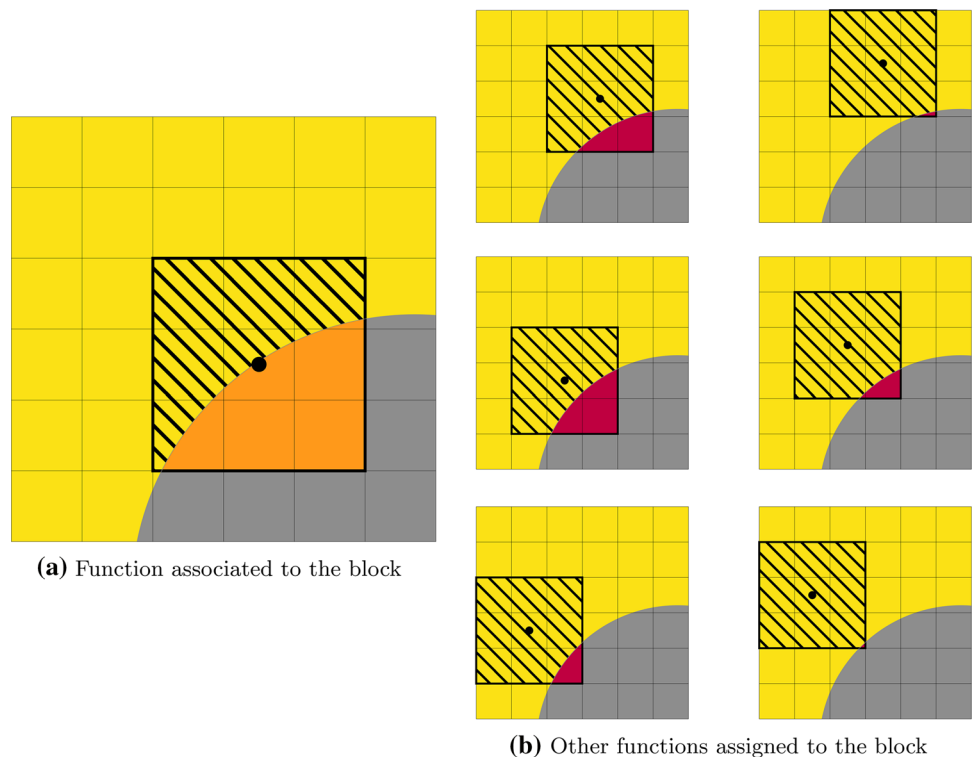 (a) Function associated to the block
(b) Other functions assigned to the block